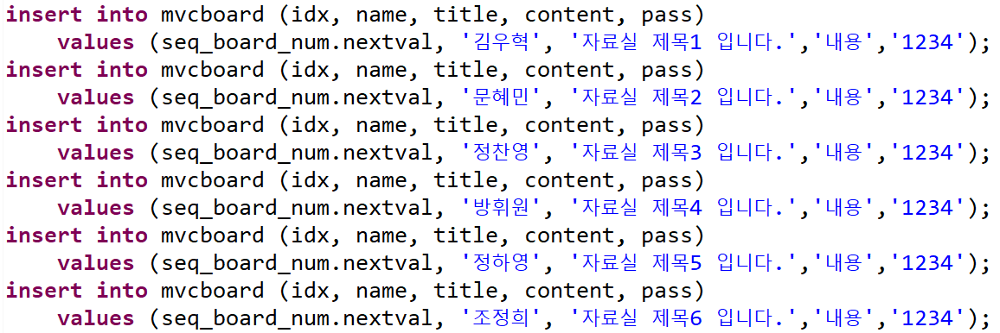 insert into mvcboard (idx, name, title, content, pass)
    values (seq_board_num.nextval, '김우혁', '자료실 제목1 입니다.','내용','1234');
insert into mvcboard (idx, name, title, content, pass)
    values (seq_board_num.nextval, '문혜민', '자료실 제목2 입니다.','내용','1234');
insert into mvcboard (idx, name, title, content, pass)
    values (seq_board_num.nextval, '정찬영', '자료실 제목3 입니다.','내용','1234');
insert into mvcboard (idx, name, title, content, pass)
    values (seq_board_num.nextval, '방휘원', '자료실 제목4 입니다.','내용','1234');
insert into mvcboard (idx, name, title, content, pass)
    values (seq_board_num.nextval, '정하영', '자료실 제목5 입니다.','내용','1234');
insert into mvcboard (idx, name, title, content, pass)
    values (seq_board_num.nextval, '조정희', '자료실 제목6 입니다.','내용','1234');